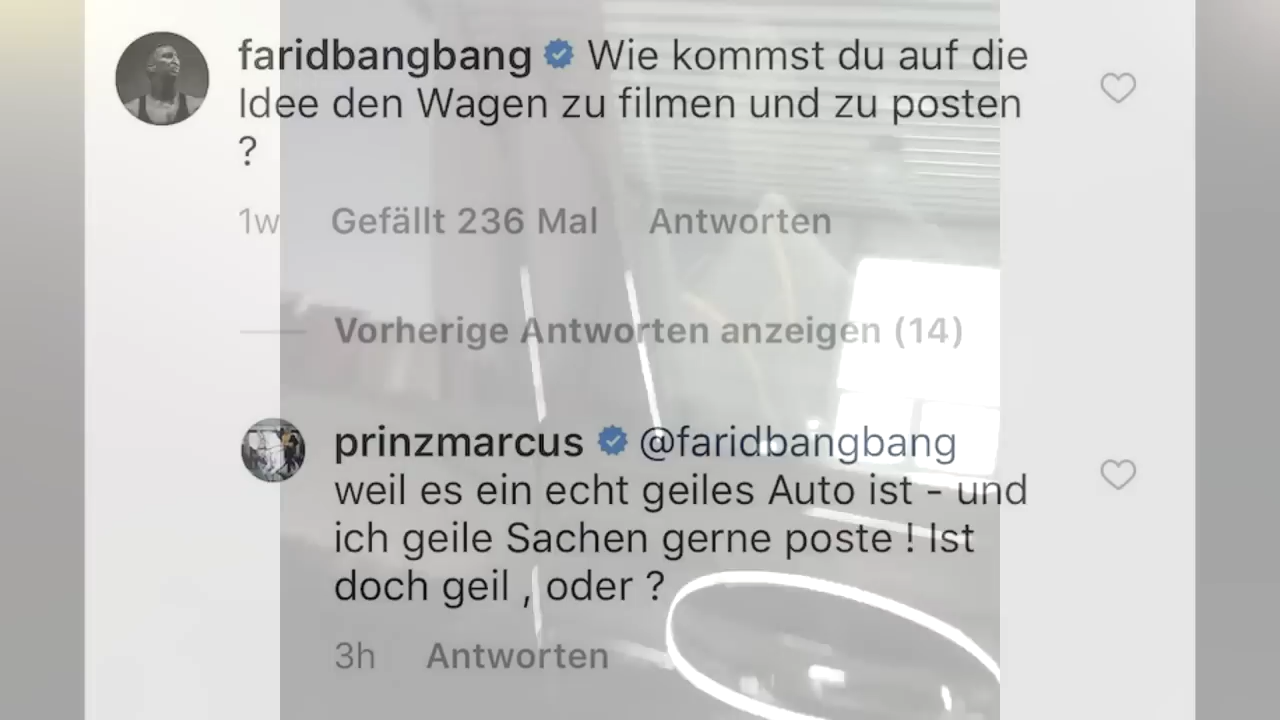 faridbangbang Wie kommst du auf die
Idee den Wagen zu filmen und zu posten
?
1w Gefällt 236 Mal Antworten
Vorherige Antworten anzeigen (14)
prinzmarcus @faridbangbang
weil es ein echt geiles Auto ist - und
ich geile Sachen gerne poste ! Ist
doch geil , oder ?
3h Antworten